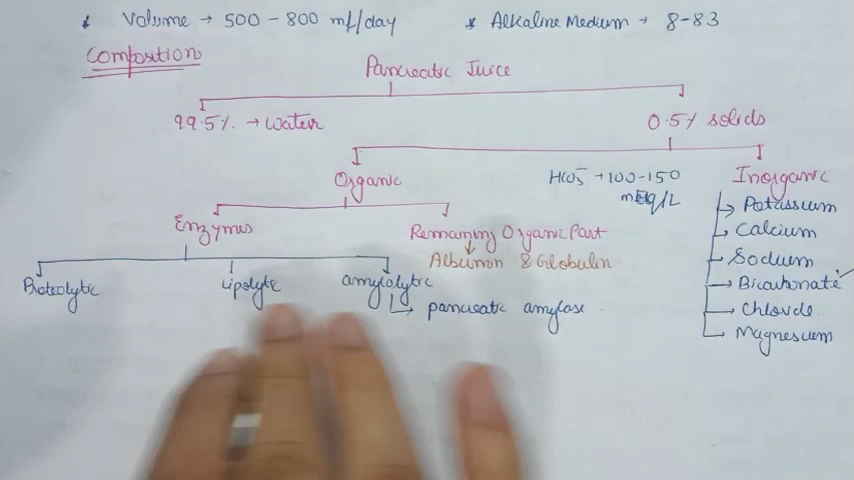 * Volume → 500 - 800 ml/day
* Alkaline Medium → 8-83
Composition
Pancreatic Juice
99.5% → water
0.5% solids
Organic
HCO3- → 100-150
mEq/L
Inorganic
Enzymes
Remaining Organic Part
Albumin & Globulin
Proteolytic
Lipolytic
amylolytic
pancreatic amylase
Potassium
Calcium
Sodium
Bicarbonate ✓
Chloride
Magnesium